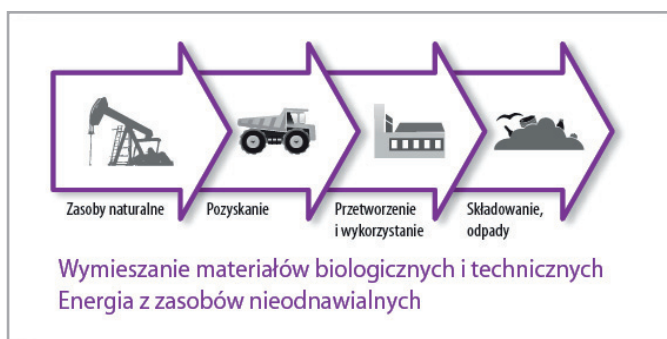 Zasoby naturalne
Pozyskanie
Przetworzenie
i wykorzystanie
Składowanie,
odpady
Wymieszanie materiałów biologicznych i technicznych
Energia z zasobów nieodnawialnych